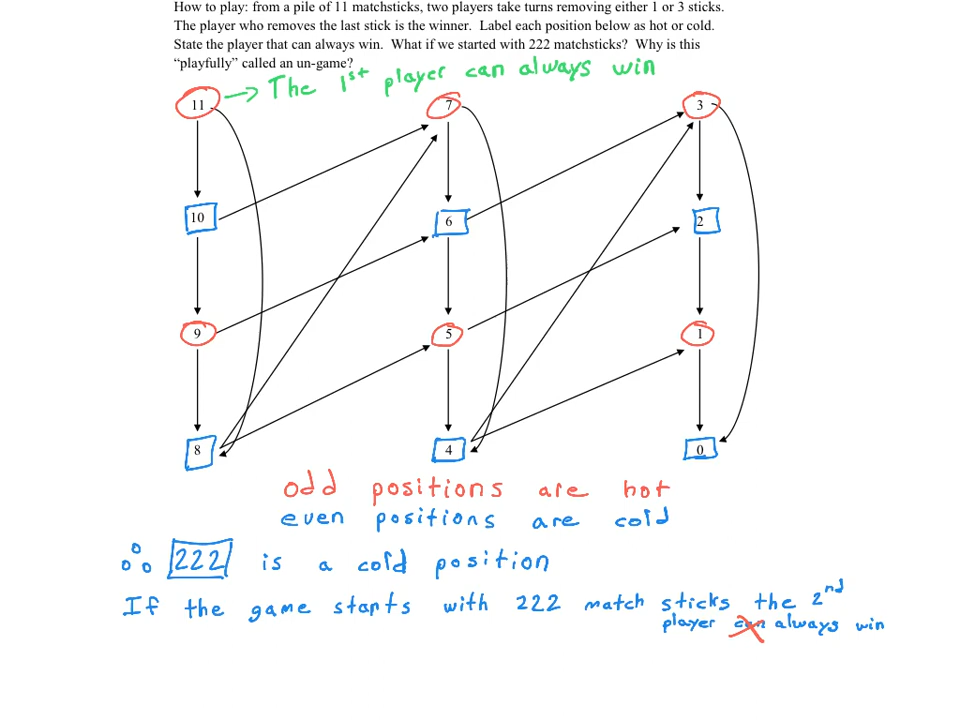 How to play: from a pile of 11 matchsticks, two players take turns removing either 1 or 3 sticks.
The player who removes the last stick is the winner. Label each position below as hot or cold.
State the player that can always win. What if we started with 222 matchsticks? Why is this
"playfully" called an un-game?
The 1st player can always win
11 7 3
10 6 2
9 5 1
8 4 0
odd positions are hot
even positions are cold
∴ 222 is a cold position
If the game starts with 222 match sticks the 2nd
player can always win